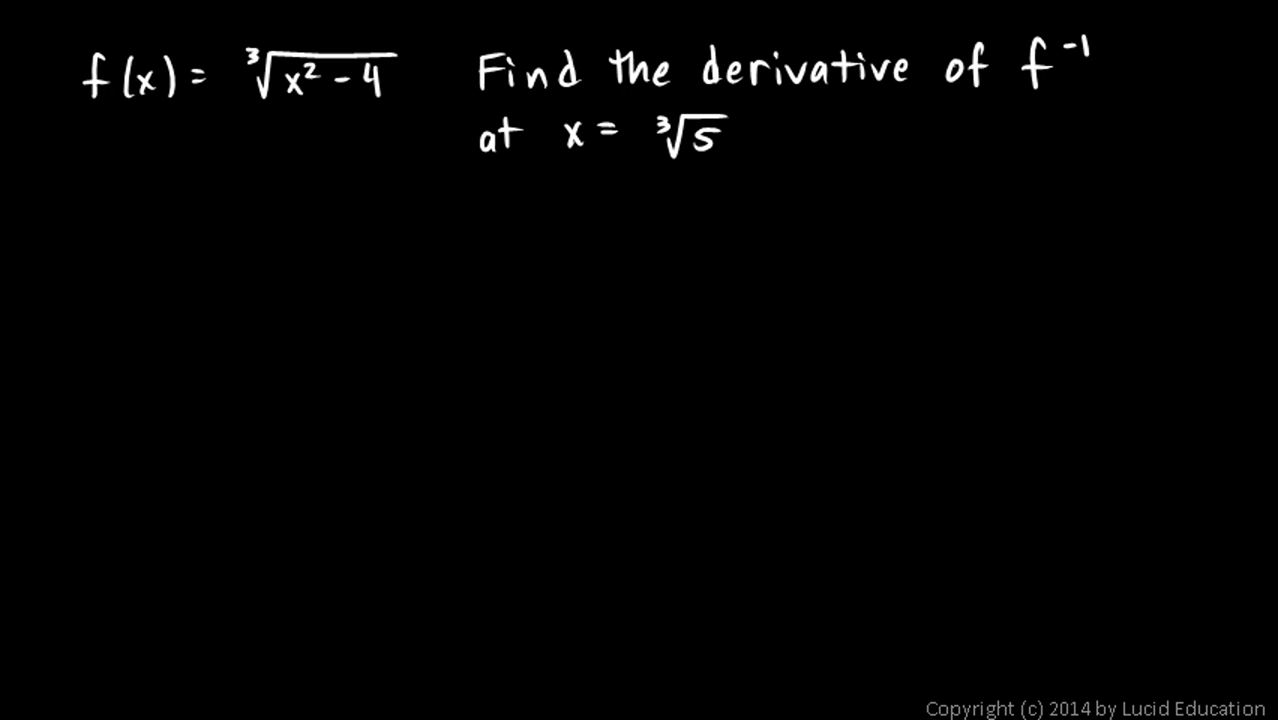 f(x) = ∛(x² - 4) Find the derivative of f⁻¹
at x = ∛5
Copyright (c) 2014 by Lucid Education